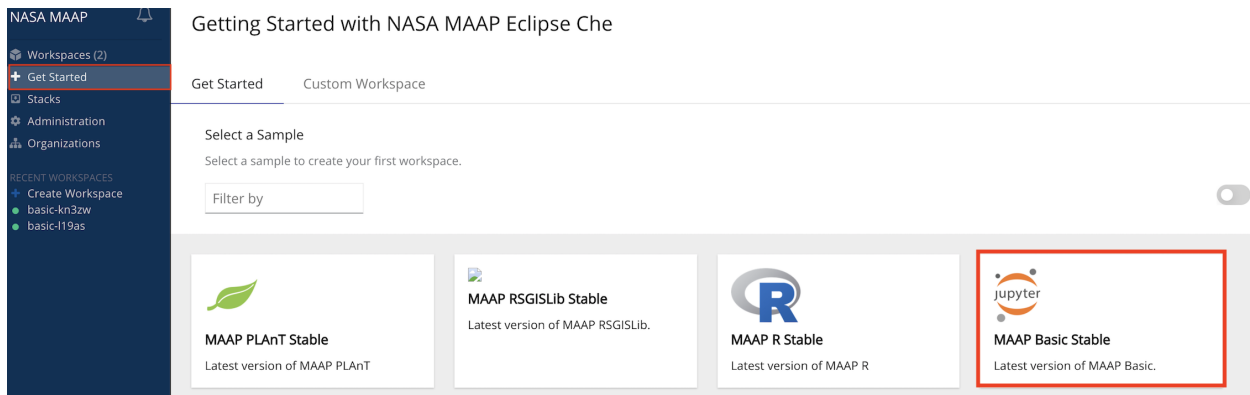 NASA MAAP
Workspaces (2)
Get Started
Stacks
Administration
Organizations
RECENT WORKSPACES
Create Workspace
basic-kn3zw
basic-l19as
Getting Started with NASA MAAP Eclipse Che
Get Started
Custom Workspace
Select a Sample
Select a sample to create your first workspace.
Filter by
MAAP PLAnT Stable
Latest version of MAAP PLAnT
MAAP RSGISLib Stable
Latest version of MAAP RSGISLib.
R
MAAP R Stable
Latest version of MAAP R
jupyter
MAAP Basic Stable
Latest version of MAAP Basic.